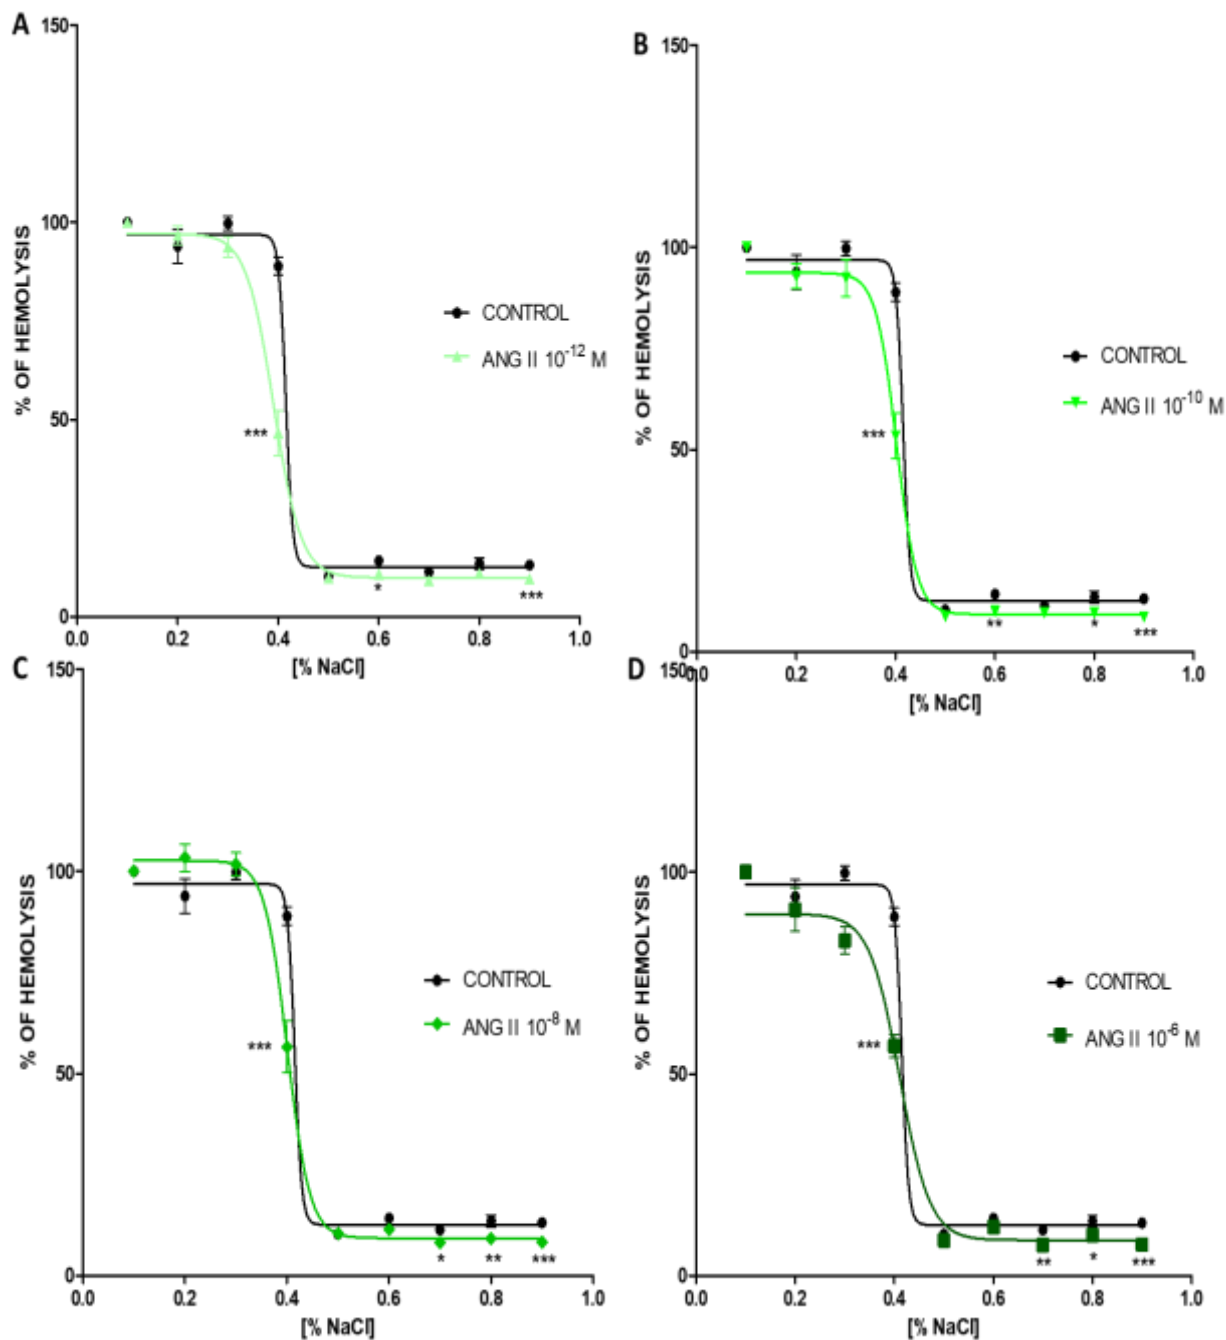 A
150
100
50
0
% OF HEMOLYSIS
CONTROL
ANG II 10⁻¹² M
***
*
***
0.0 0.2 0.4 0.6 0.8 1.0
[% NaCl]
B
150
100
50
0
% OF HEMOLYSIS
CONTROL
ANG II 10⁻¹⁰ M
***
**
*
***
0.0 0.2 0.4 0.6 0.8 1.0
[% NaCl]
C
150
100
50
0
% OF HEMOLYSIS
CONTROL
ANG II 10⁻⁸ M
***
*
**
***
0.0 0.2 0.4 0.6 0.8 1.0
[% NaCl]
D
150
100
50
0
% OF HEMOLYSIS
CONTROL
ANG II 10⁻⁶ M
***
**
*
***
0.0 0.2 0.4 0.6 0.8 1.0
[% NaCl]